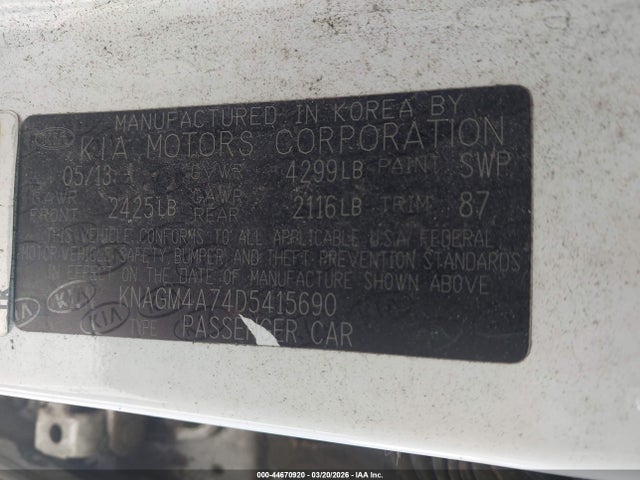 MANUFACTURED IN KOREA BY
KIA MOTORS CORPORATION
05/13 GVWR 4299LB PAINT SWP
GAWR FRONT 2425LB GAWR REAR 2116LB TRIM 87
THIS VEHICLE CONFORMS TO ALL APPLICABLE U.S.A FEDERAL
MOTOR VEHICLE SAFETY BUMPER AND THEFT PREVENTION STANDARDS
IN EFFECT ON THE DATE OF MANUFACTURE SHOWN ABOVE
KNAGM4A74D5415690
TYPE: PASSENGER CAR
000-44670920 | 03/20/2026 | IAA Inc.